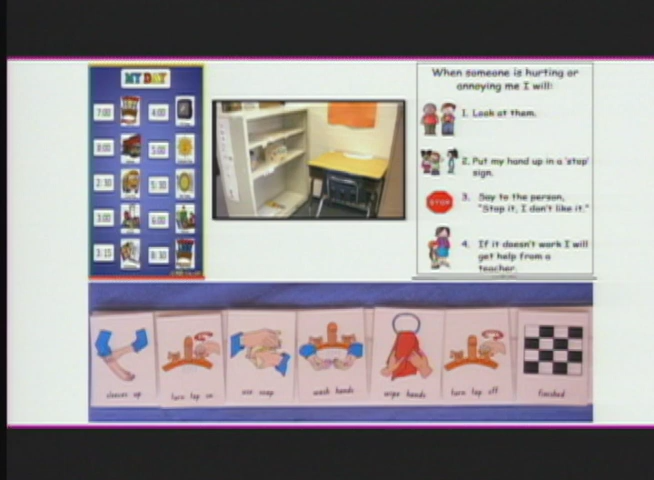 MY DAY
7:00
4:00
8:00
5:00
2:30
5:30
3:00
6:00
3:15
8:30
When someone is hurting or
annoying me I will:
1. Look at them.
2. Put my hand up in a 'stop'
sign.
STOP
3. Say to the person,
"Stop it, I don't like it."
4. If it doesn't work I will
get help from a
teacher.
sleeves up
turn tap on
use soap
wash hands
wipe hands
turn tap off
finished